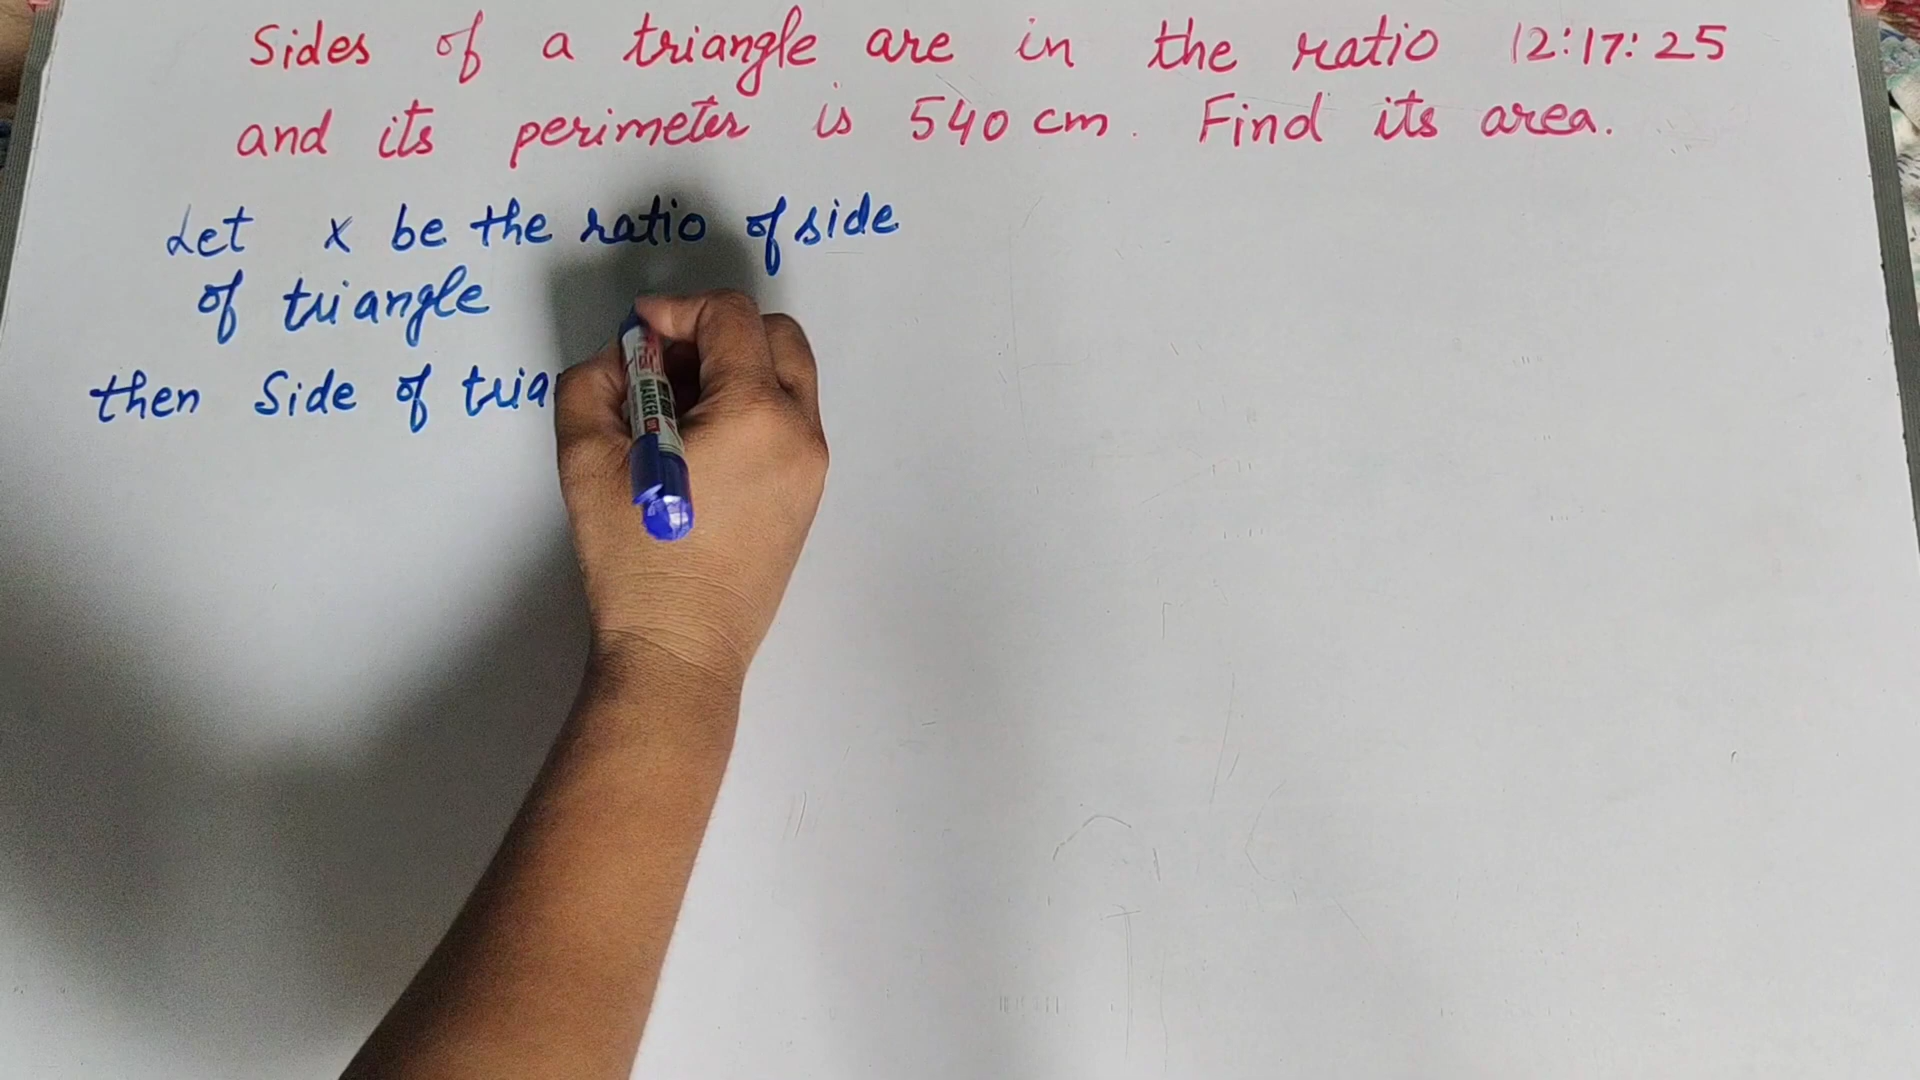 Sides of a triangle are in the ratio 12:17:25
and its perimeter is 540 cm. Find its area.
Let x be the ratio of side
of triangle
then Side of tria
MARKER